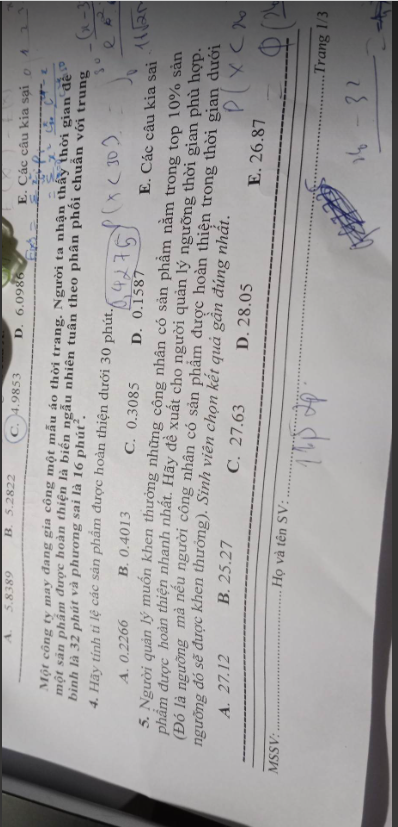 A. 5.8389 B. 5.2822 C. 4.9853 D. 6.0986 E. Các câu kia sai
Một công ty may đang gia công một mẫu áo thời trang. Người ta nhận thấy thời gian để
một sản phẩm được hoàn thiện là biến ngẫu nhiên tuân theo phân phối chuẩn với trung
bình là 32 phút và phương sai là 16 phút².
4. Hãy tính tỉ lệ các sản phẩm được hoàn thiện dưới 30 phút.
0,4275 P(X<30)
A. 0.2266 B. 0.4013 C. 0.3085 D. 0.1587 E. Các câu kia sai
5. Người quản lý muốn khen thưởng những công nhân có sản phẩm nằm trong top 10% sản
phẩm được hoàn thiện nhanh nhất. Hãy đề xuất cho người quản lý ngưỡng thời gian phù hợp.
(Đó là ngưỡng mà nếu người công nhân có sản phẩm được hoàn thiện trong thời gian dưới
ngưỡng đó sẽ được khen thưởng). Sinh viên chọn kết quả gần đúng nhất.
A. 27.12 B. 25.27 C. 27.63 D. 28.05 E. 26.87
MSSV: Họ và tên SV: Trang 1/3